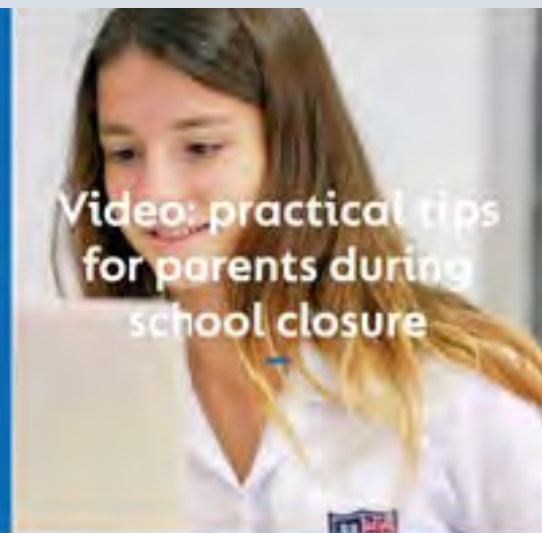 Video: practical tips
for parents during
school closure